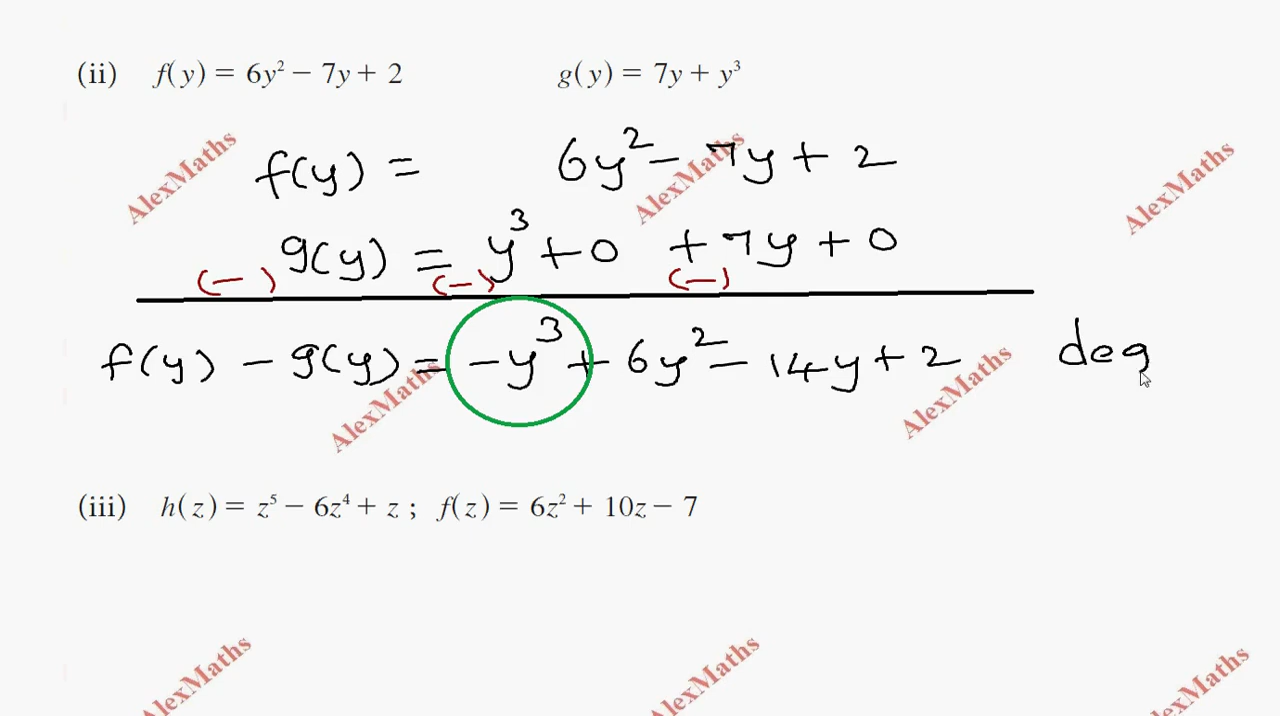 (ii) f(y) = 6y² − 7y + 2 g(y) = 7y + y³
f(y) = 6y² − 7y + 2
AlexMaths AlexMaths AlexMaths
g(y) = y³ + 0 + 7y + 0
(−) (−) (−)
f(y) − g(y) = −y³ + 6y² − 14y + 2 deg
AlexMaths AlexMaths
(iii) h(z) = z⁵ − 6z⁴ + z ; f(z) = 6z² + 10z − 7
AlexMaths AlexMaths AlexMaths